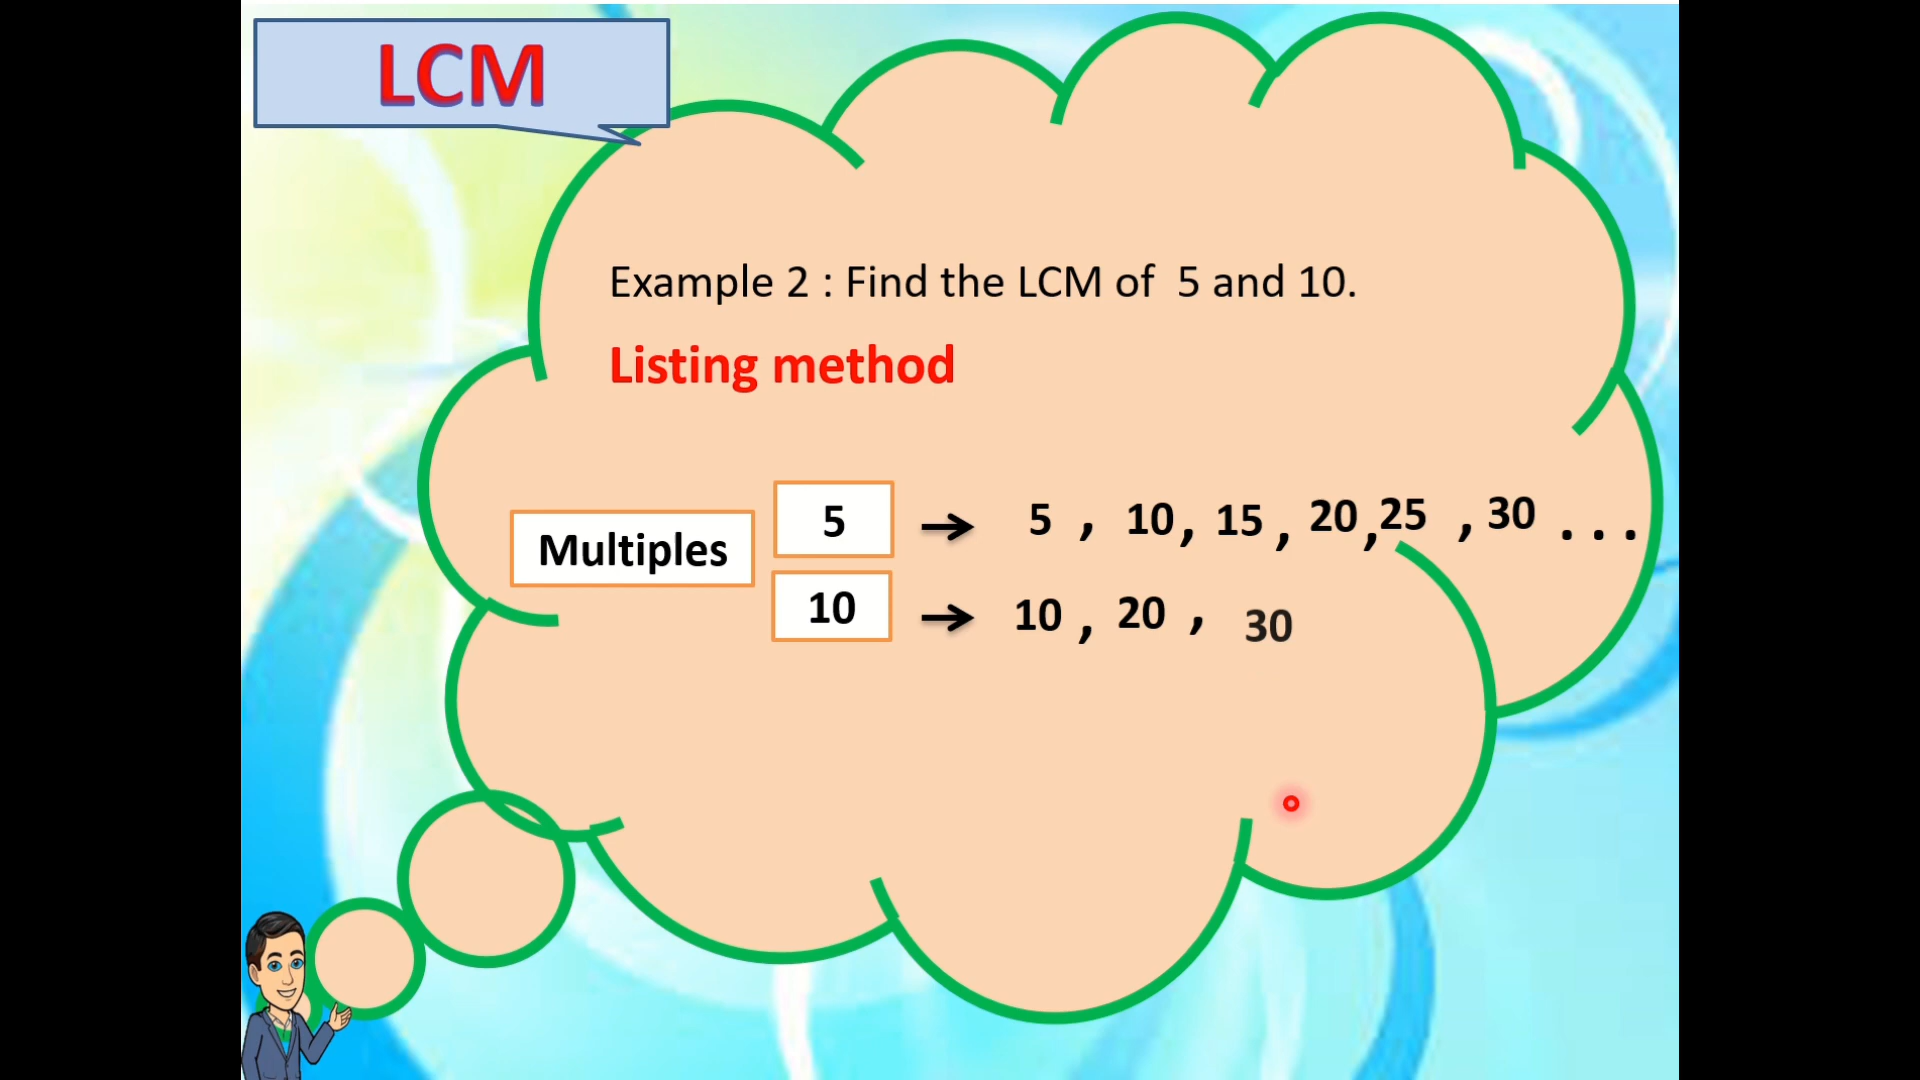 LCM
Example 2 : Find the LCM of 5 and 10.
Listing method
Multiples
5 → 5 , 10, 15 , 20, 25 , 30 . . .
10 → 10 , 20 , 30